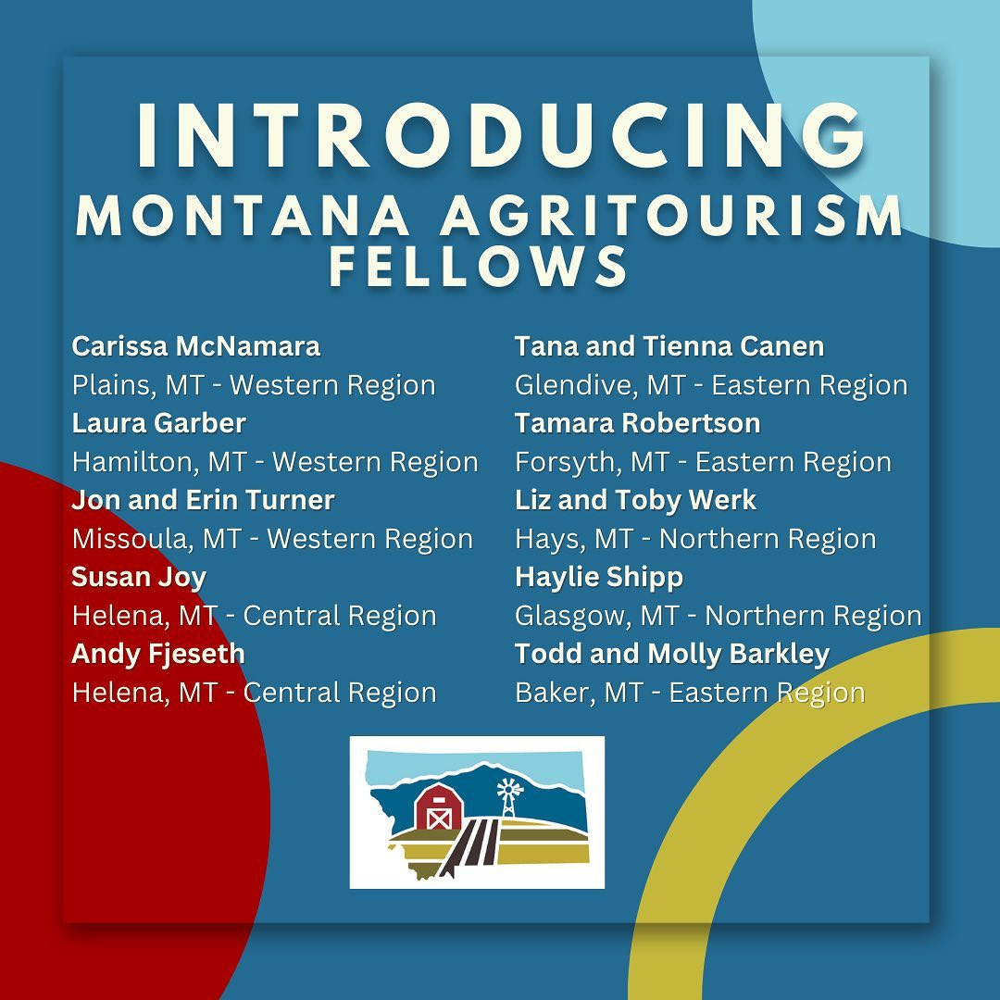 INTRODUCING
MONTANA AGRITOURISM
FELLOWS
Carissa McNamara
Plains, MT - Western Region
Laura Garber
Hamilton, MT - Western Region
Jon and Erin Turner
Missoula, MT - Western Region
Susan Joy
Helena, MT - Central Region
Andy Fjeseth
Helena, MT - Central Region
Tana and Tienna Canen
Glendive, MT - Eastern Region
Tamara Robertson
Forsyth, MT - Eastern Region
Liz and Toby Werk
Hays, MT - Northern Region
Haylie Shipp
Glasgow, MT - Northern Region
Todd and Molly Barkley
Baker, MT - Eastern Region